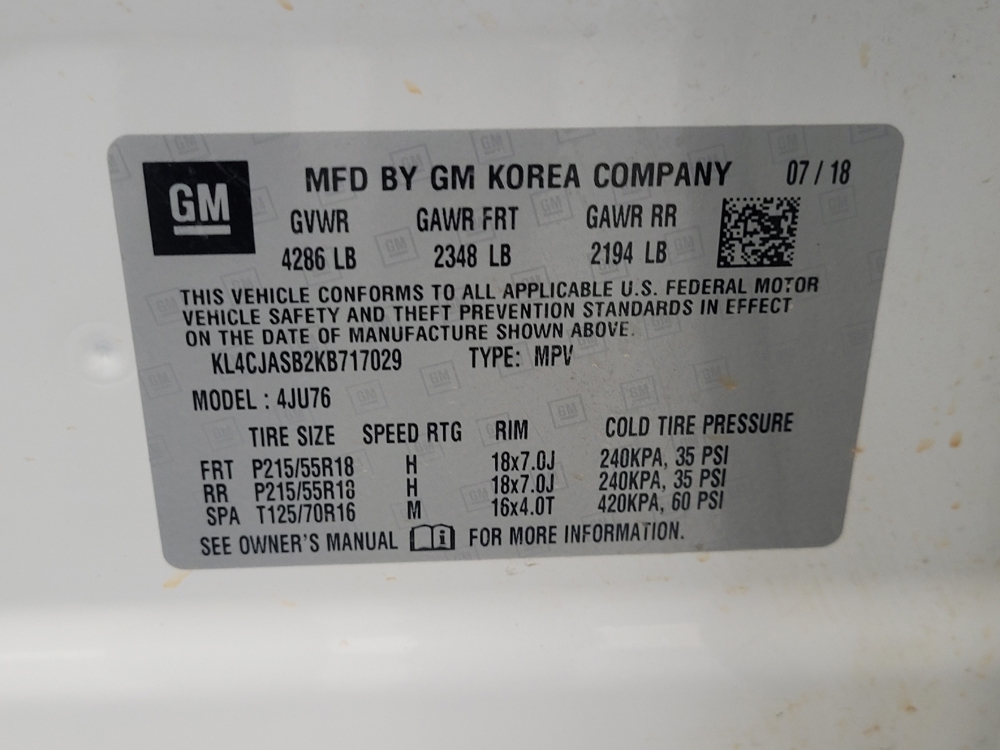 GM
MFD BY GM KOREA COMPANY 07 / 18
GVWR GAWR FRT GAWR RR
4286 LB 2348 LB 2194 LB
THIS VEHICLE CONFORMS TO ALL APPLICABLE U.S. FEDERAL MOTOR
VEHICLE SAFETY AND THEFT PREVENTION STANDARDS IN EFFECT
ON THE DATE OF MANUFACTURE SHOWN ABOVE.
KL4CJASB2KB717029 TYPE: MPV
MODEL : 4JU76
TIRE SIZE SPEED RTG RIM COLD TIRE PRESSURE
FRT P215/55R18 H 18x7.0J 240KPA, 35 PSI
RR P215/55R18 H 18x7.0J 240KPA, 35 PSI
SPA T125/70R16 M 16x4.0T 420KPA, 60 PSI
SEE OWNER'S MANUAL i FOR MORE INFORMATION.